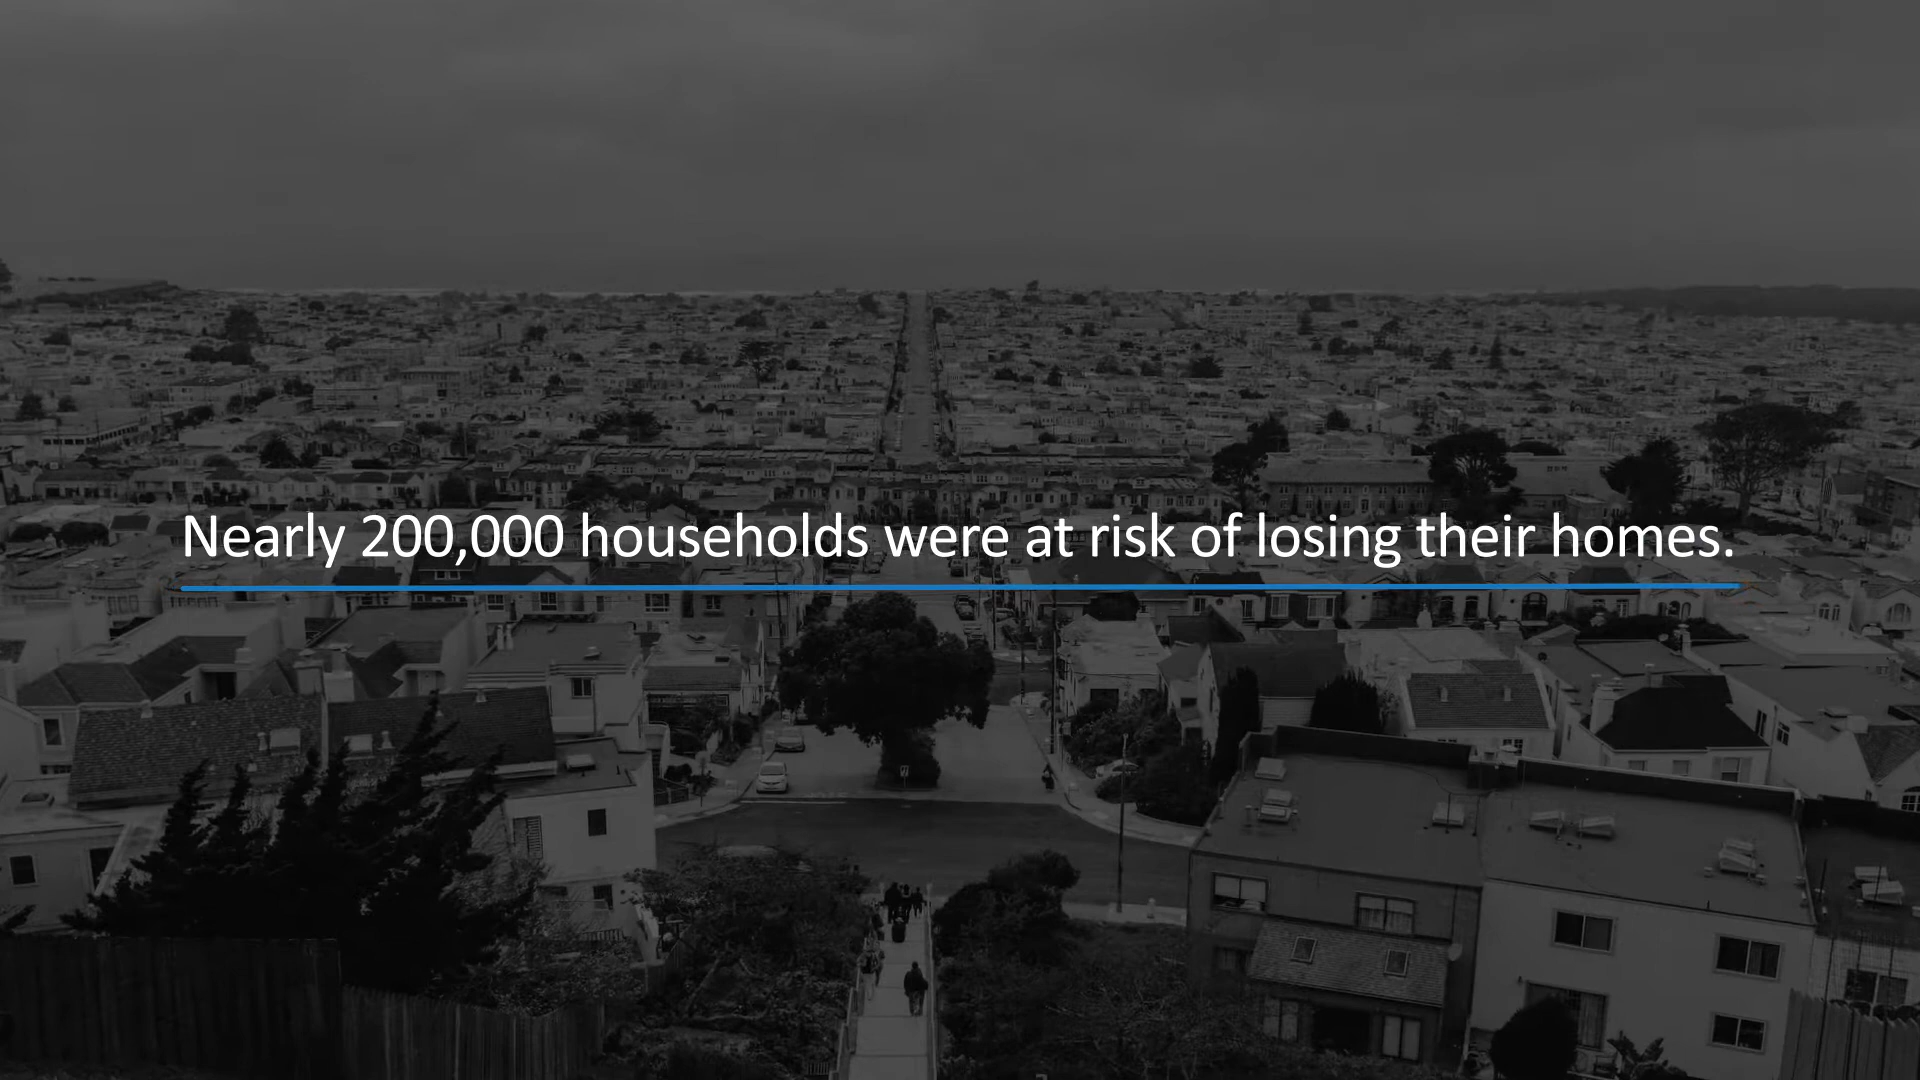 Nearly 200,000 households were at risk of losing their homes.